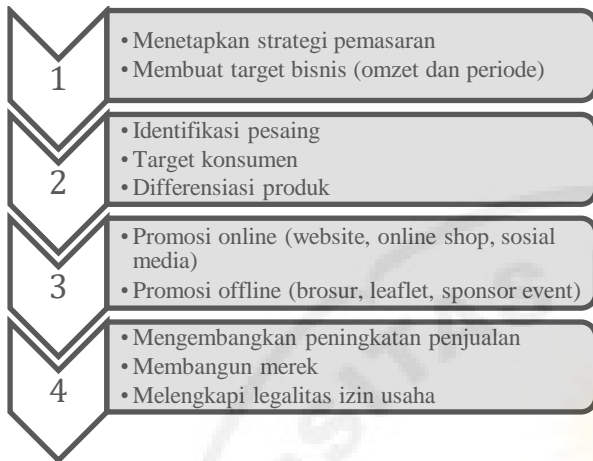 1
• Menetapkan strategi pemasaran
• Membuat target bisnis (omzet dan periode)
2
• Identifikasi pesaing
• Target konsumen
• Differensiasi produk
3
• Promosi online (website, online shop, sosial
media)
• Promosi offline (brosur, leaflet, sponsor event)
4
• Mengembangkan peningkatan penjualan
• Membangun merek
• Melengkapi legalitas izin usaha
SITAS